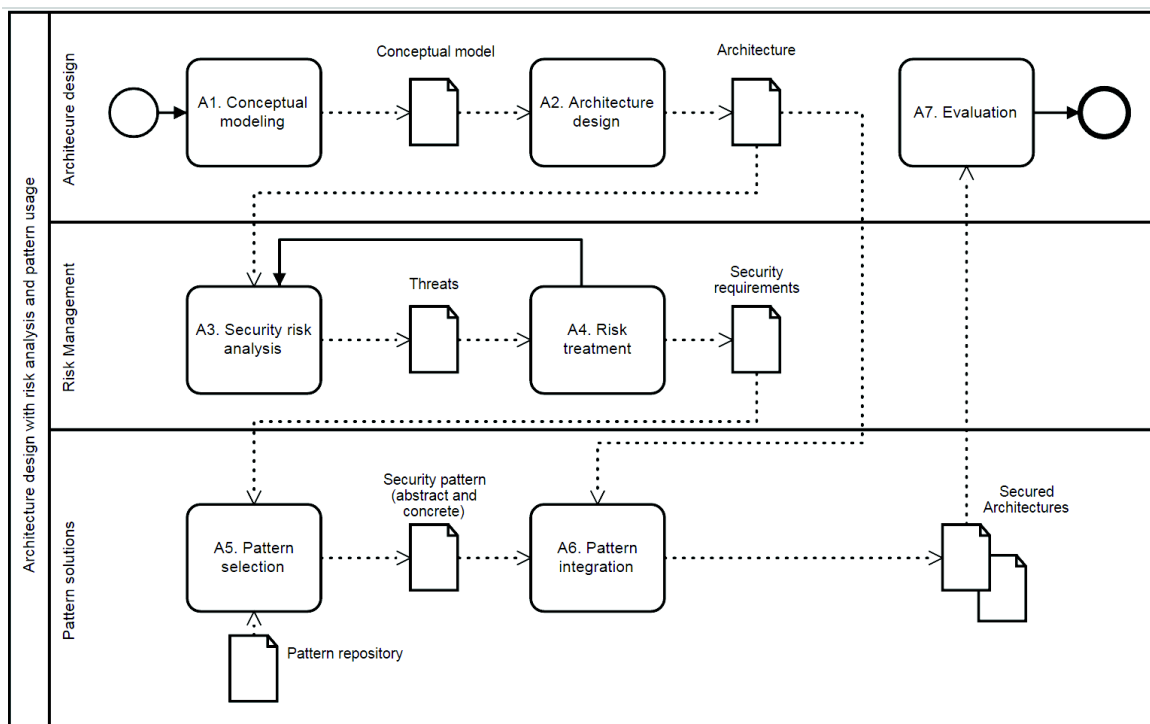 Architecture design with risk analysis and pattern usage
Architecure design
Conceptual model
Architecture
A1. Conceptual
modeling
A2. Architecture
design
A7. Evaluation
Risk Management
Threats
Security
requirements
A3. Security risk
analysis
A4. Risk
treatment
Pattern solutions
Security pattern
(abstract and
concrete)
Secured
Architectures
A5. Pattern
selection
A6. Pattern
integration
Pattern repository